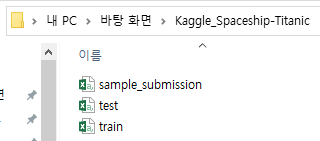 > 내 PC > 바탕 화면 > Kaggle_Spaceship-Titanic
이름
sample_submission
test
train